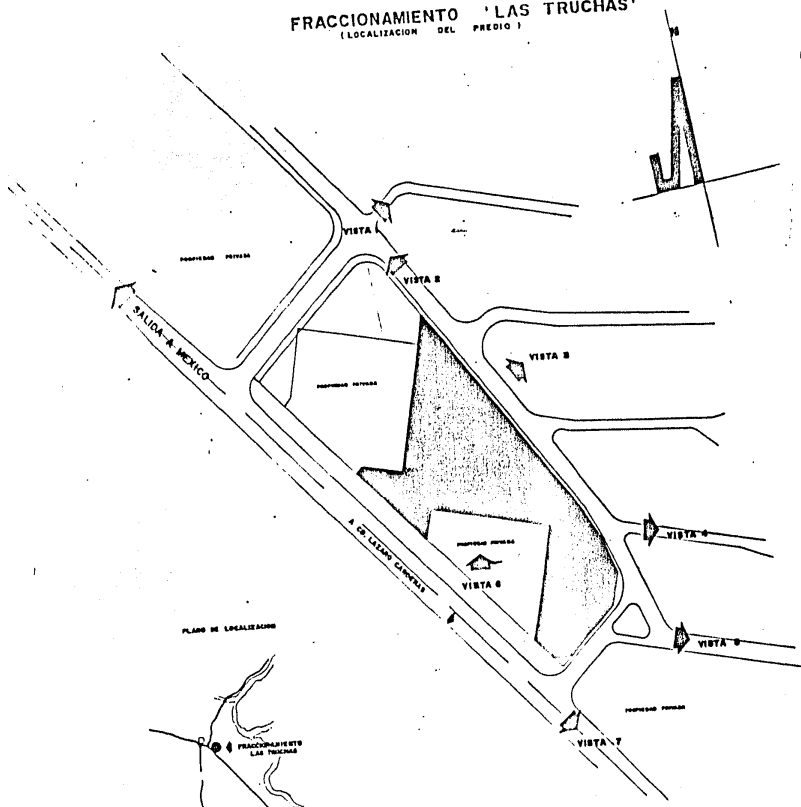 FRACCIONAMIENTO 'LAS TRUCHAS'
(LOCALIZACION DEL PREDIO)
N
VISTA 1
PROPIEDAD PRIVADA
VISTA 2
SALIDA A MEXICO
VISTA 3
PROPIEDAD PRIVADA
A CD. LAZARO CARDENAS
PROPIEDAD PRIVADA
VISTA 4
VISTA 6
PLANO DE LOCALIZACION
VISTA 5
PROPIEDAD PRIVADA
FRACCIONAMIENTO
LAS TRUCHAS
VISTA 7